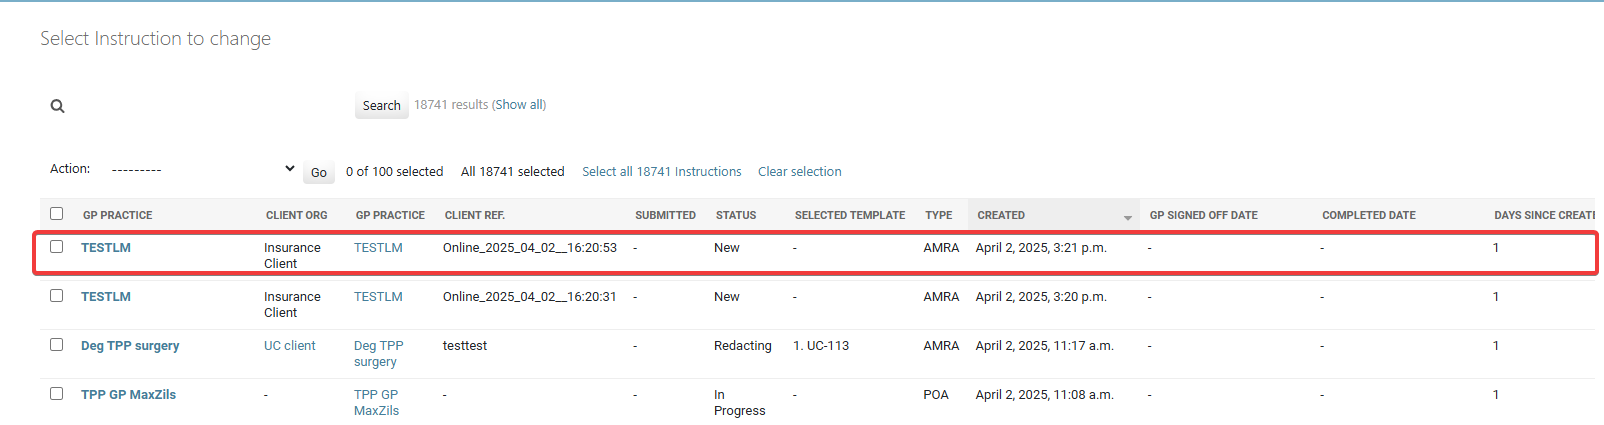 Select Instruction to change
Search 18741 results (Show all)
Action: --------- Go 0 of 100 selected All 18741 selected Select all 18741 Instructions Clear selection
GP PRACTICE CLIENT ORG GP PRACTICE CLIENT REF. SUBMITTED STATUS SELECTED TEMPLATE TYPE CREATED GP SIGNED OFF DATE COMPLETED DATE DAYS SINCE CREATE
TESTLM Insurance Client TESTLM Online_2025_04_02__16:20:53 - New - AMRA April 2, 2025, 3:21 p.m. - - 1
TESTLM Insurance Client TESTLM Online_2025_04_02__16:20:31 - New - AMRA April 2, 2025, 3:20 p.m. - - 1
Deg TPP surgery UC client Deg TPP surgery testtest - Redacting 1. UC-113 AMRA April 2, 2025, 11:17 a.m. - - 1
TPP GP MaxZils - TPP GP MaxZils - - In Progress - POA April 2, 2025, 11:08 a.m. - - 1